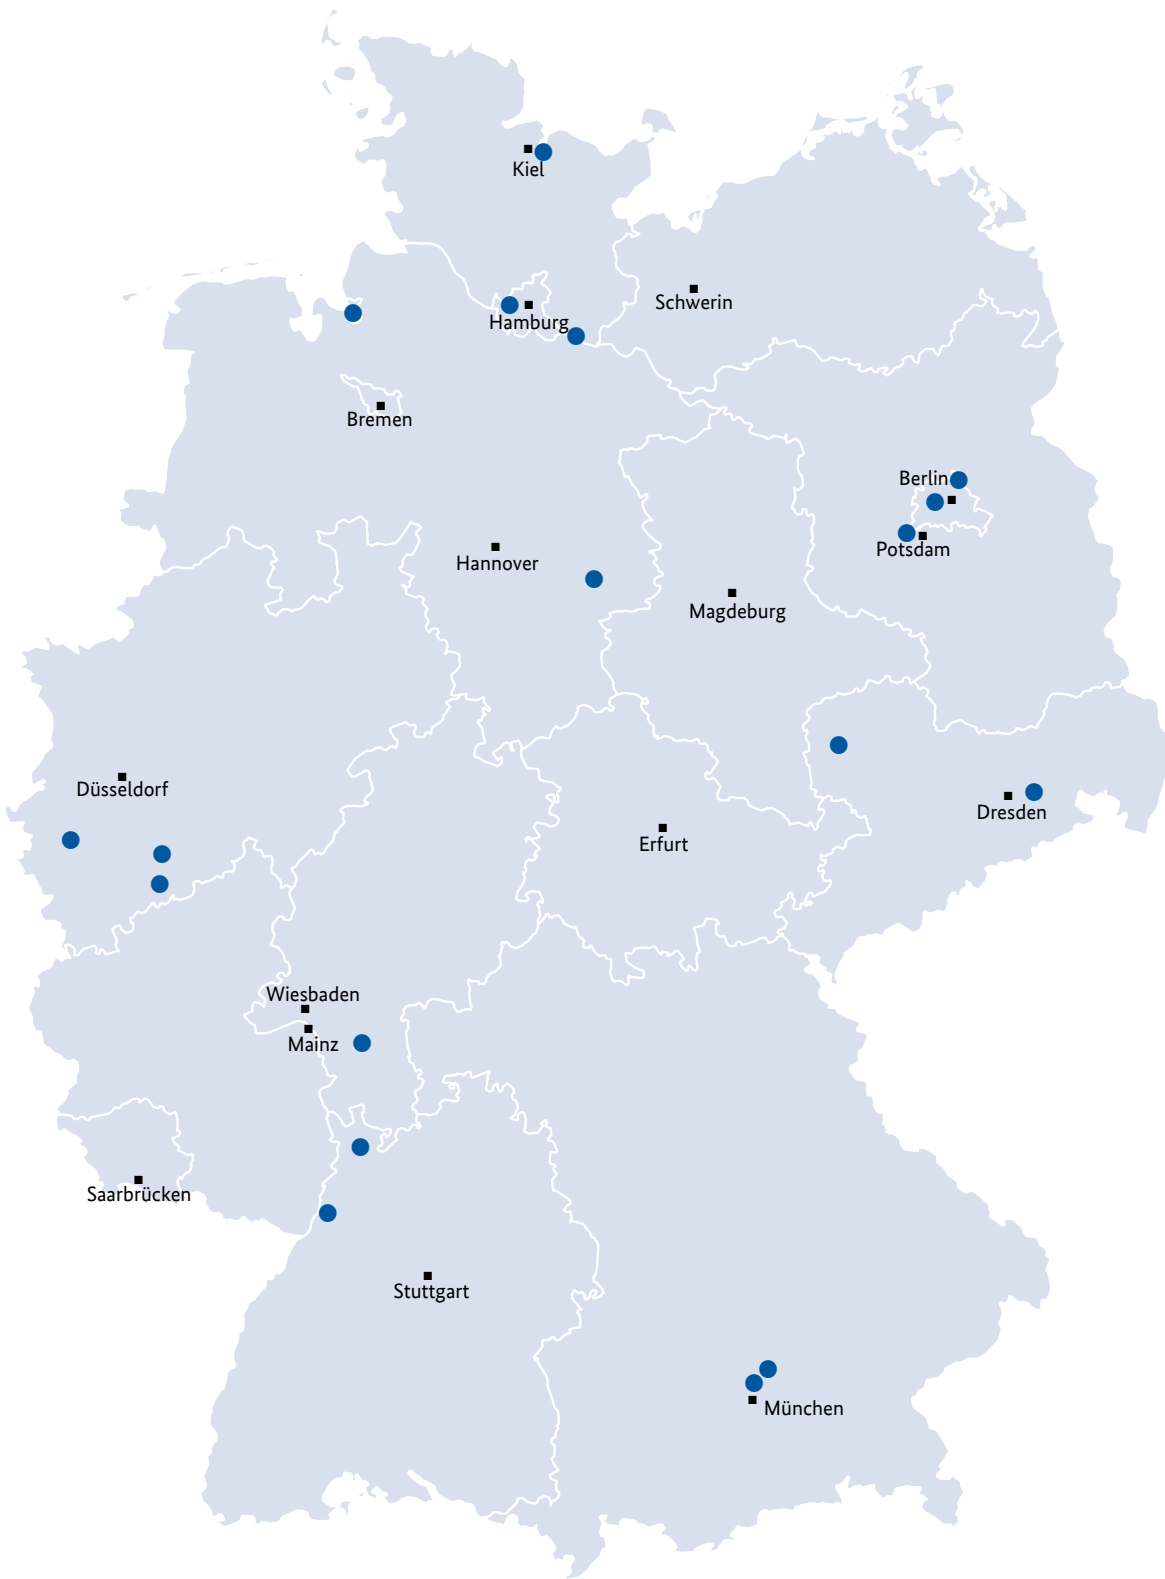 Kiel
Schwerin
Hamburg
Bremen
Berlin
Potsdam
Hannover
Magdeburg
Düsseldorf
Dresden
Erfurt
Wiesbaden
Mainz
Saarbrücken
Stuttgart
München